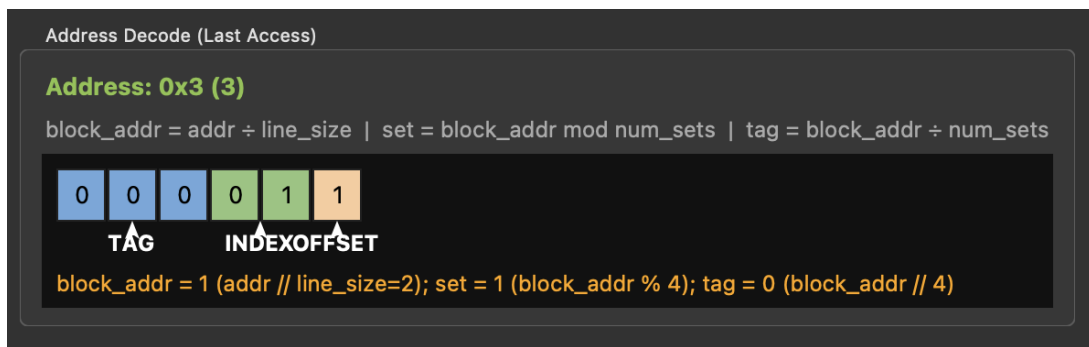 Address Decode (Last Access)
Address: 0x3 (3)
block_addr = addr ÷ line_size | set = block_addr mod num_sets | tag = block_addr ÷ num_sets
0 0 0 0 1 1
TAG INDEXOFFSET
block_addr = 1 (addr // line_size=2); set = 1 (block_addr % 4); tag = 0 (block_addr // 4)